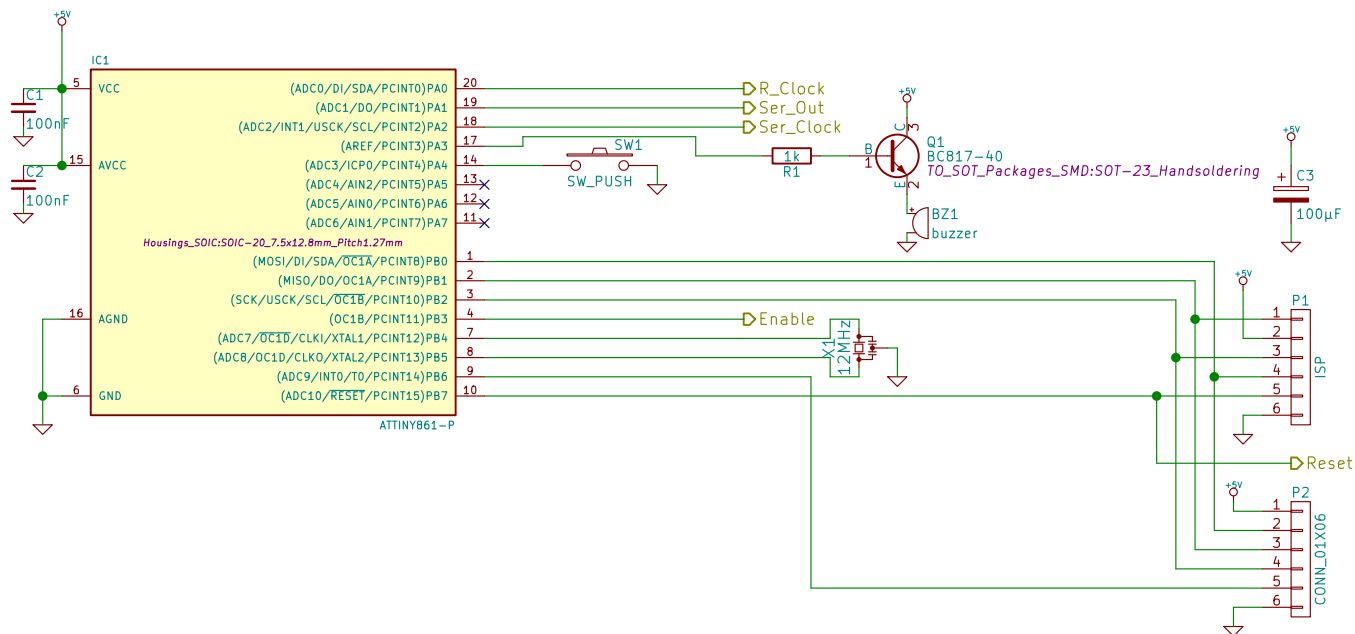 +5V
IC1
5 VCC
C1
100nF
15 AVCC
C2
100nF
16 AGND
6 GND
(ADC0/DI/SDA/PCINT0)PA0 20
(ADC1/DO/PCINT1)PA1 19
(ADC2/INT1/USCK/SCL/PCINT2)PA2 18
(AREF/PCINT3)PA3 17
(ADC3/ICP0/PCINT4)PA4 14
(ADC4/AIN2/PCINT5)PA5 13
(ADC5/AIN0/PCINT6)PA6 12
(ADC6/AIN1/PCINT7)PA7 11
Housings_SOIC:SOIC-20_7.5x12.8mm_Pitch1.27mm
(MOSI/DI/SDA/OC1A/PCINT8)PB0 1
(MISO/DO/OC1A/PCINT9)PB1 2
(SCK/USCK/SCL/OC1B/PCINT10)PB2 3
(OC1B/PCINT11)PB3 4
(ADC7/OC1D/CLKI/XTAL1/PCINT12)PB4 7
(ADC8/OC1D/CLKO/XTAL2/PCINT13)PB5 8
(ADC9/INT0/T0/PCINT14)PB6 9
(ADC10/RESET/PCINT15)PB7 10
ATTINY861-P
R_Clock
Ser_Out
Ser_Clock
SW1
SW_PUSH
1k
R1
+5V
C 3
B
1
E 2
Q1
BC817-40
TO_SOT_Packages_SMD:SOT-23_Handsoldering
+
BZ1
buzzer
+5V
+
C3
100µF
Enable
X1
12MHz
+5V
P1
1
2
3
4
5
6
ISP
Reset
+5V
P2
1
2
3
4
5
6
CONN_01X06